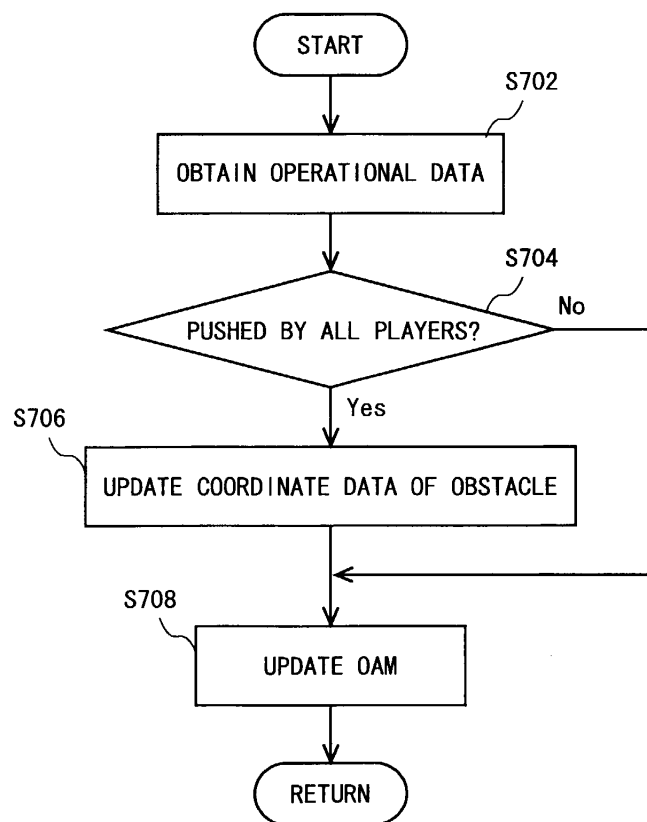 START
S702
OBTAIN OPERATIONAL DATA
S704
PUSHED BY ALL PLAYERS?
No
Yes
S706
UPDATE COORDINATE DATA OF OBSTACLE
S708
UPDATE OAM
RETURN